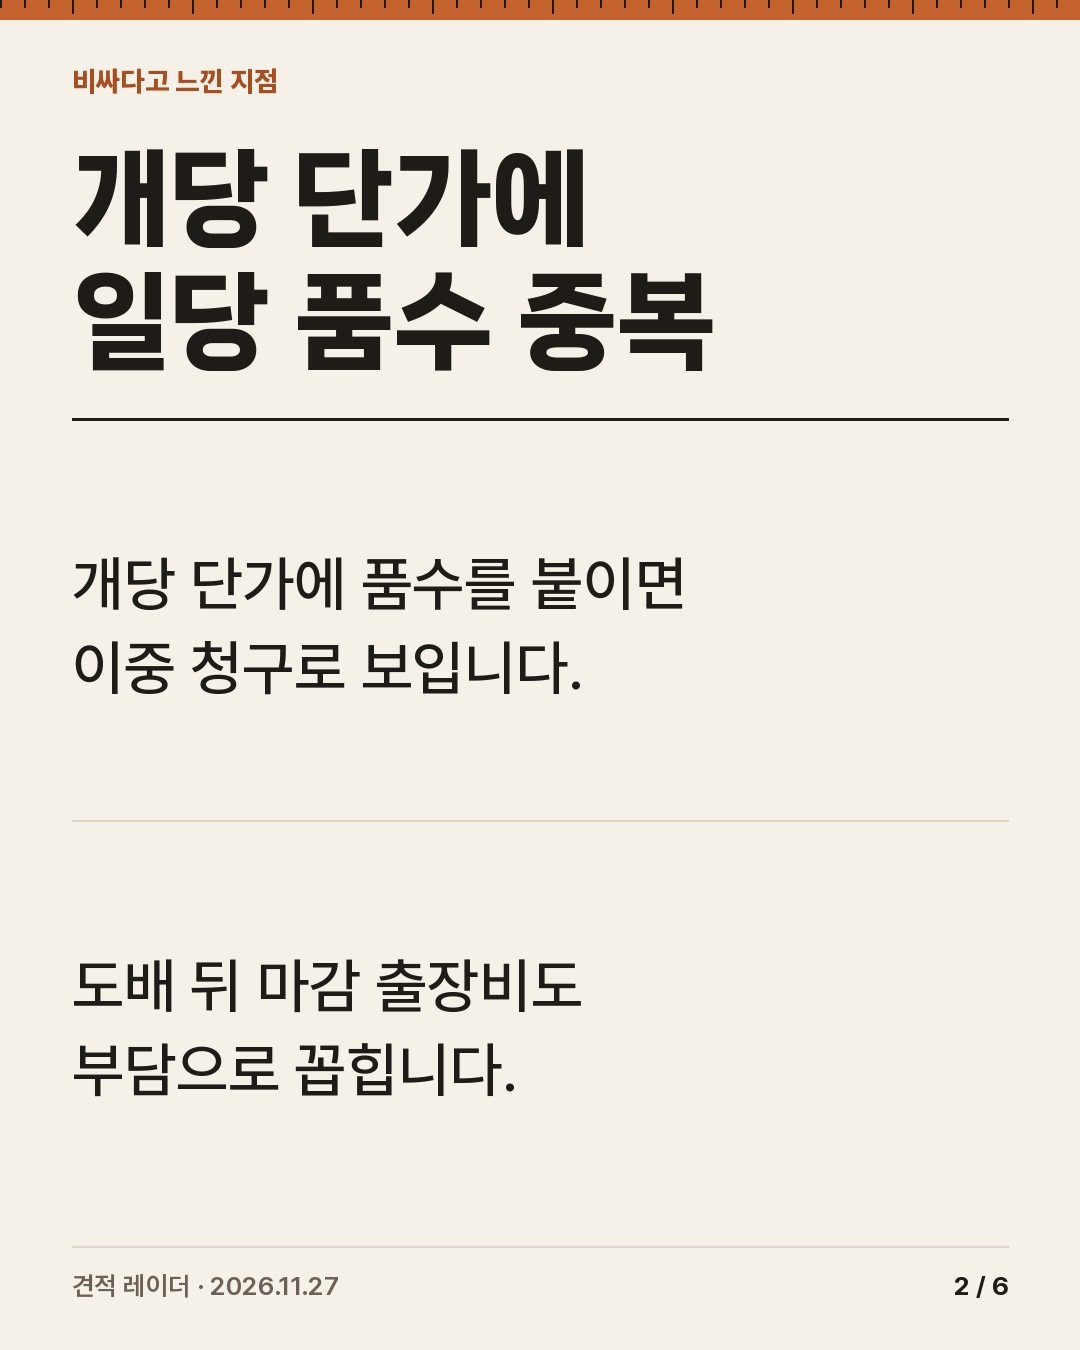 비싸다고 느낀 지점
개당 단가에
일당 품수 중복
개당 단가에 품수를 붙이면
이중 청구로 보입니다.
도배 뒤 마감 출장비도
부담으로 꼽힙니다.
견적 레이더 · 2026.11.27
2 / 6